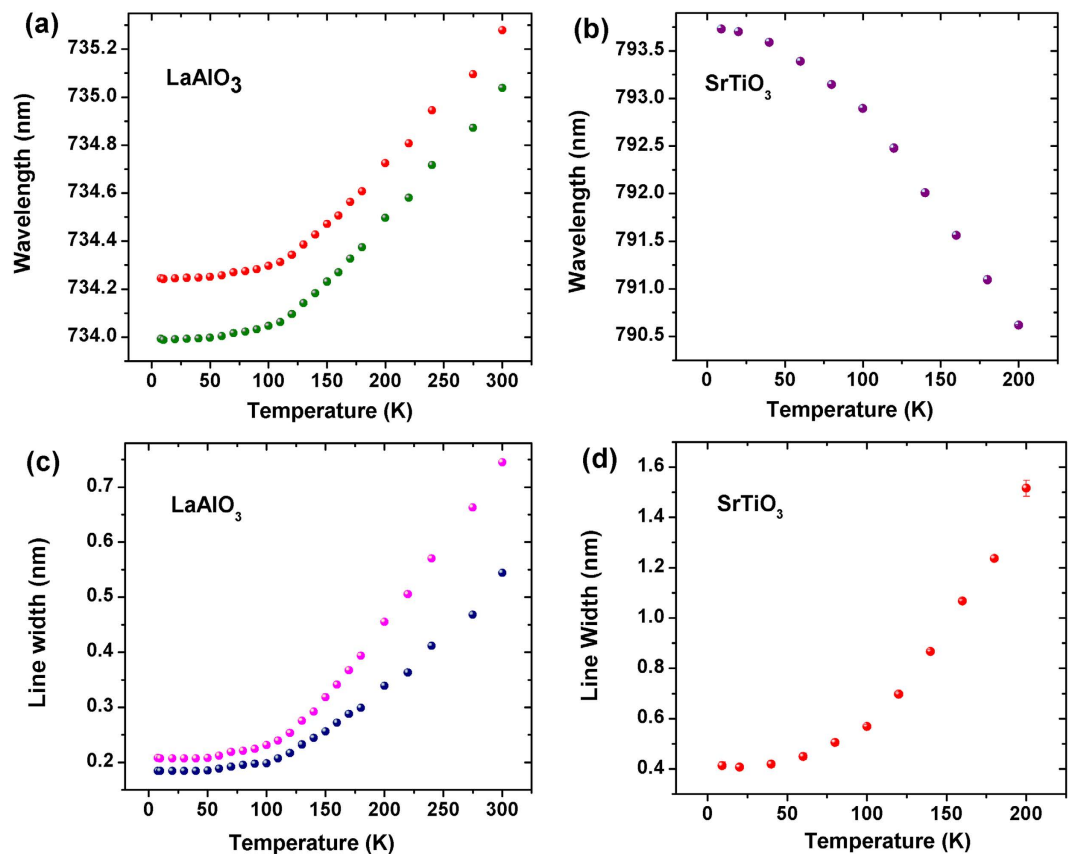 (a)
LaAlO3
Wavelength (nm)
735.2
735.0
734.8
734.6
734.4
734.2
734.0
0 50 100 150 200 250 300
Temperature (K)
(b)
SrTiO3
Wavelength (nm)
793.5
793.0
792.5
792.0
791.5
791.0
790.5
0 50 100 150 200
Temperature (K)
(c)
LaAlO3
Line width (nm)
0.7
0.6
0.5
0.4
0.3
0.2
0 50 100 150 200 250 300
Temperature (K)
(d)
SrTiO3
Line Width (nm)
1.6
1.4
1.2
1.0
0.8
0.6
0.4
0 50 100 150 200
Temperature (K)